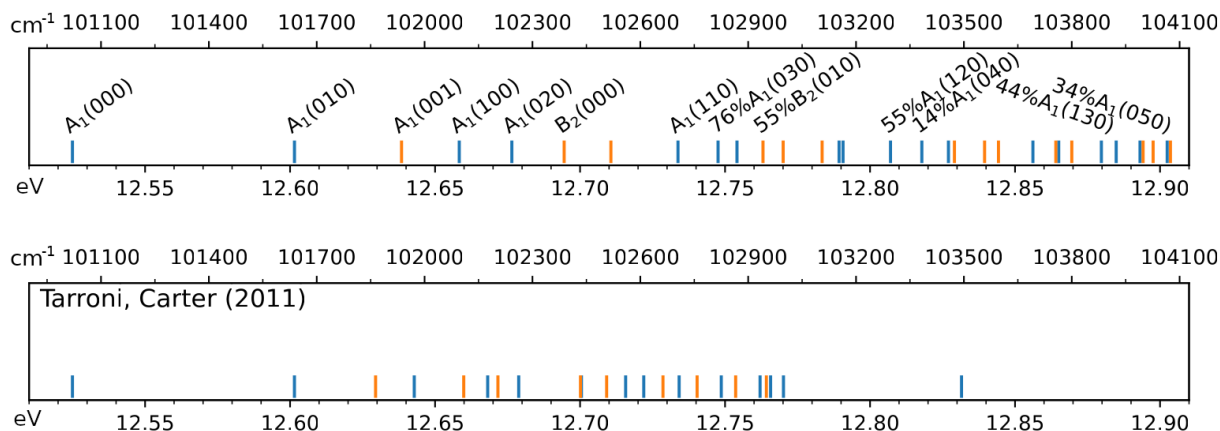 cm-1 101100 101400 101700 102000 102300 102600 102900 103200 103500 103800 104100
A1(000) A1(010) A1(001) A1(100) A1(020) B2(000) A1(110) 76%A1(030) 55%B2(010) 55%A1(120) 14%A1(040) 44%A1(130) 34%A1(050)
eV 12.55 12.60 12.65 12.70 12.75 12.80 12.85 12.90
cm-1 101100 101400 101700 102000 102300 102600 102900 103200 103500 103800 104100
Tarroni, Carter (2011)
eV 12.55 12.60 12.65 12.70 12.75 12.80 12.85 12.90